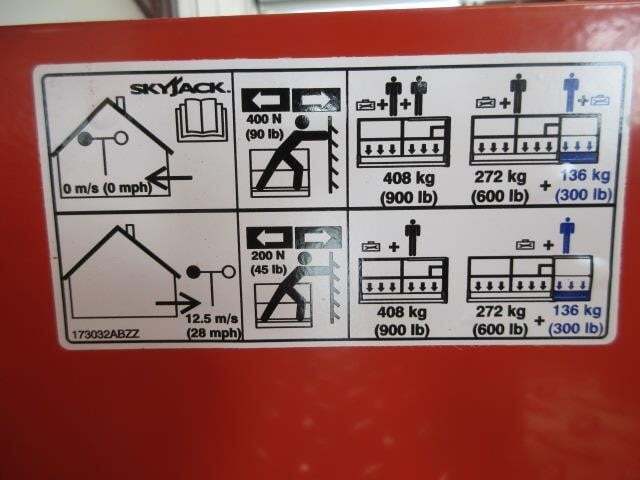 SKYJACK
0 m/s (0 mph)
400 N
(90 lb)
408 kg
(900 lb)
272 kg
(600 lb)
+
136 kg
(300 lb)
12.5 m/s
(28 mph)
173032ABZZ
200 N
(45 lb)
408 kg
(900 lb)
272 kg
(600 lb)
+
136 kg
(300 lb)